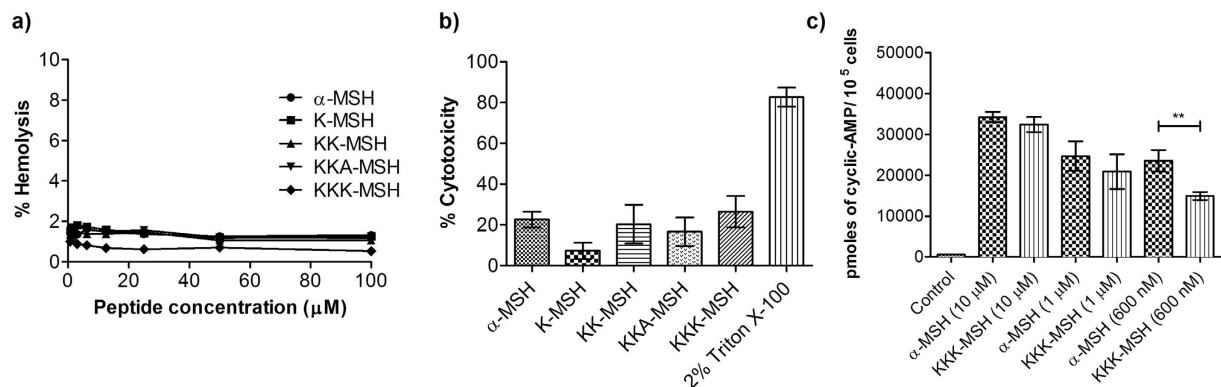 a)
% Hemolysis
10
8
6
4
2
0
0 20 40 60 80 100
Peptide concentration (μM)
α-MSH
K-MSH
KK-MSH
KKA-MSH
KKK-MSH
b)
% Cytotoxicity
100
80
60
40
20
0
α-MSH
K-MSH
KK-MSH
KKA-MSH
KKK-MSH
2% Triton X-100
c)
pmoles of cyclic-AMP/10⁵ cells
50000
40000
30000
20000
10000
0
**
Control
α-MSH (10 μM)
KKK-MSH (10 μM)
α-MSH (1 μM)
KKK-MSH (1 μM)
α-MSH (600 nM)
KKK-MSH (600 nM)